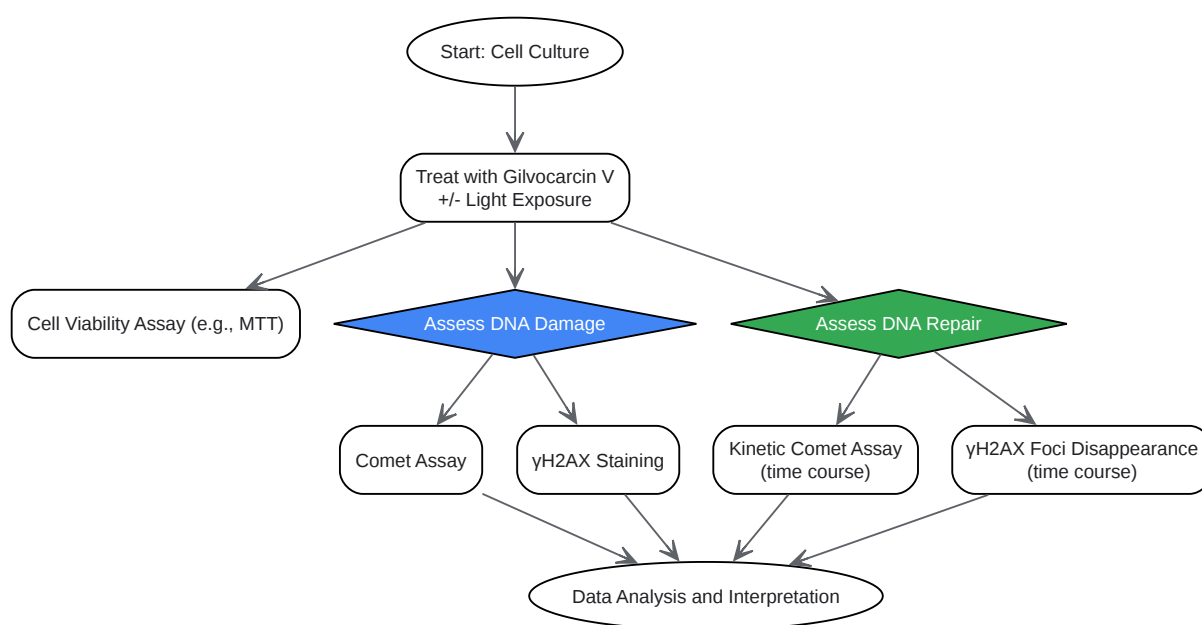 Start: Cell Culture
Treat with Gilvocarcin V
+/- Light Exposure
Cell Viability Assay (e.g., MTT)
Assess DNA Damage
Assess DNA Repair
Comet Assay
γH2AX Staining
Kinetic Comet Assay
(time course)
γH2AX Foci Disappearance
(time course)
Data Analysis and Interpretation